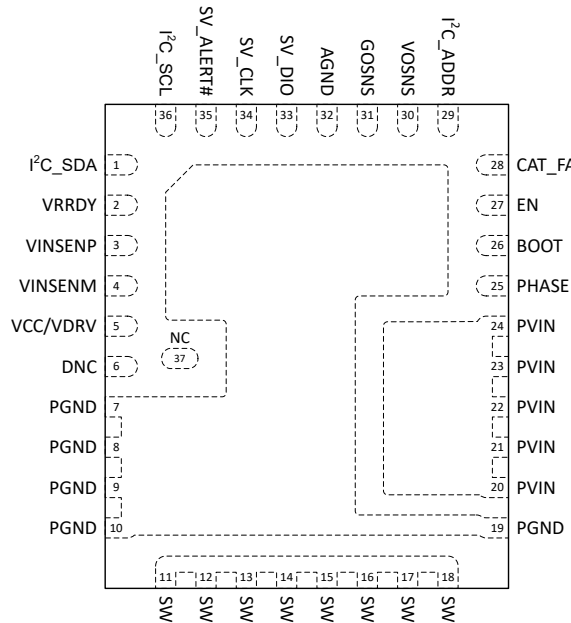 I²C_SCL
SV_ALERT#
SV_CLK
SV_DIO
AGND
GOSNS
VOSNS
I²C_ADDR
36
35
34
33
32
31
30
29
I²C_SDA 1
VRRDY 2
VINSENP 3
VINSENM 4
VCC/VDRV 5
DNC 6
PGND 7
PGND 8
PGND 9
PGND 10
NC
37
28 CAT_FA
27 EN
26 BOOT
25 PHASE
24 PVIN
23 PVIN
22 PVIN
21 PVIN
20 PVIN
19 PGND
11
12
13
14
15
16
17
18
SW
SW
SW
SW
SW
SW
SW
SW